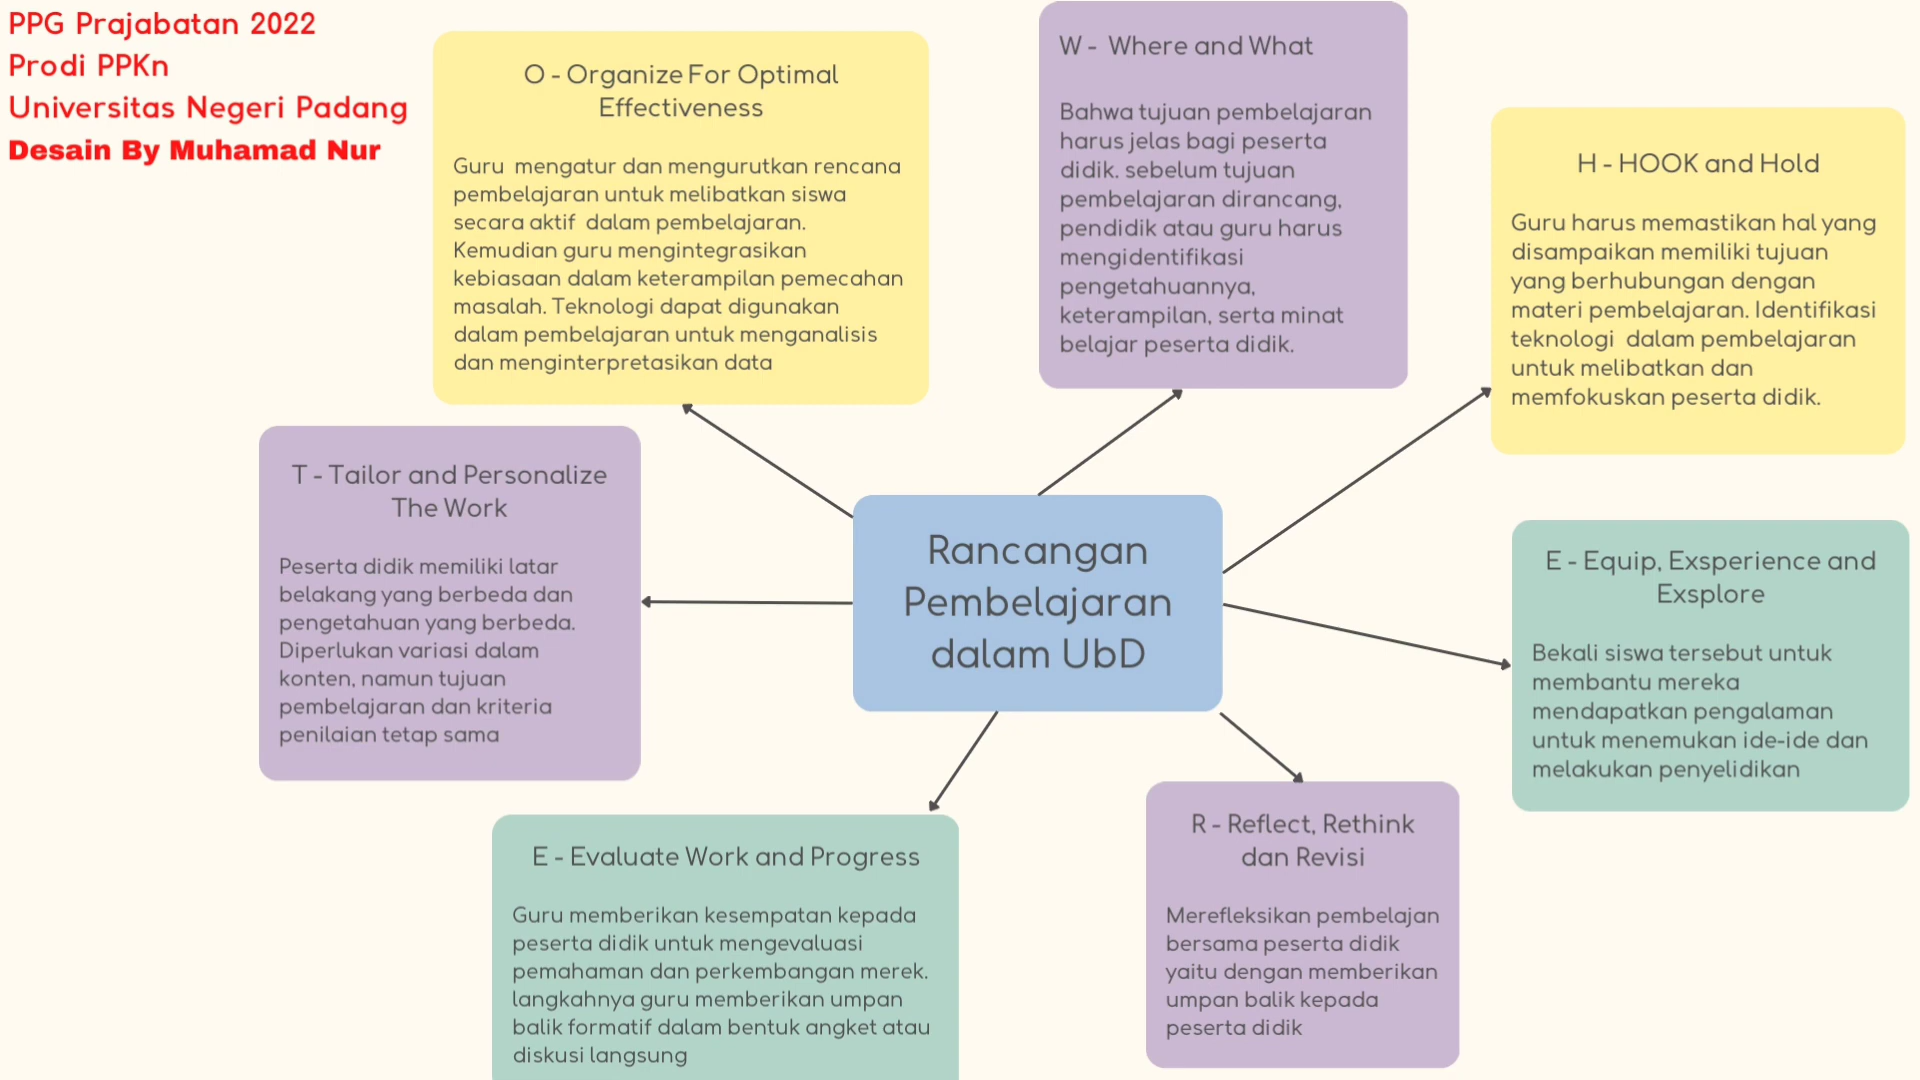 PPG Prajabatan 2022
Prodi PPKn
Universitas Negeri Padang
Desain By Muhamad Nur
O - Organize For Optimal
Effectiveness
Guru mengatur dan mengurutkan rencana
pembelajaran untuk melibatkan siswa
secara aktif dalam pembelajaran.
Kemudian guru mengintegrasikan
kebiasaan dalam keterampilan pemecahan
masalah. Teknologi dapat digunakan
dalam pembelajaran untuk menganalisis
dan menginterpretasikan data
W - Where and What
Bahwa tujuan pembelajaran
harus jelas bagi peserta
didik. sebelum tujuan
pembelajaran dirancang,
pendidik atau guru harus
mengidentifikasi
pengetahuannya,
keterampilan, serta minat
belajar peserta didik.
H - HOOK and Hold
Guru harus memastikan hal yang
disampaikan memiliki tujuan
yang berhubungan dengan
materi pembelajaran. Identifikasi
teknologi dalam pembelajaran
untuk melibatkan dan
memfokuskan peserta didik.
T - Tailor and Personalize
The Work
Peserta didik memiliki latar
belakang yang berbeda dan
pengetahuan yang berbeda.
Diperlukan variasi dalam
konten, namun tujuan
pembelajaran dan kriteria
penilaian tetap sama
Rancangan
Pembelajaran
dalam UbD
E - Equip, Exsperience and
Exsplore
Bekali siswa tersebut untuk
membantu mereka
mendapatkan pengalaman
untuk menemukan ide-ide dan
melakukan penyelidikan
E - Evaluate Work and Progress
Guru memberikan kesempatan kepada
peserta didik untuk mengevaluasi
pemahaman dan perkembangan merek.
langkahnya guru memberikan umpan
balik formatif dalam bentuk angket atau
diskusi langsung
R - Reflect, Rethink
dan Revisi
Merefleksikan pembelajan
bersama peserta didik
yaitu dengan memberikan
umpan balik kepada
peserta didik